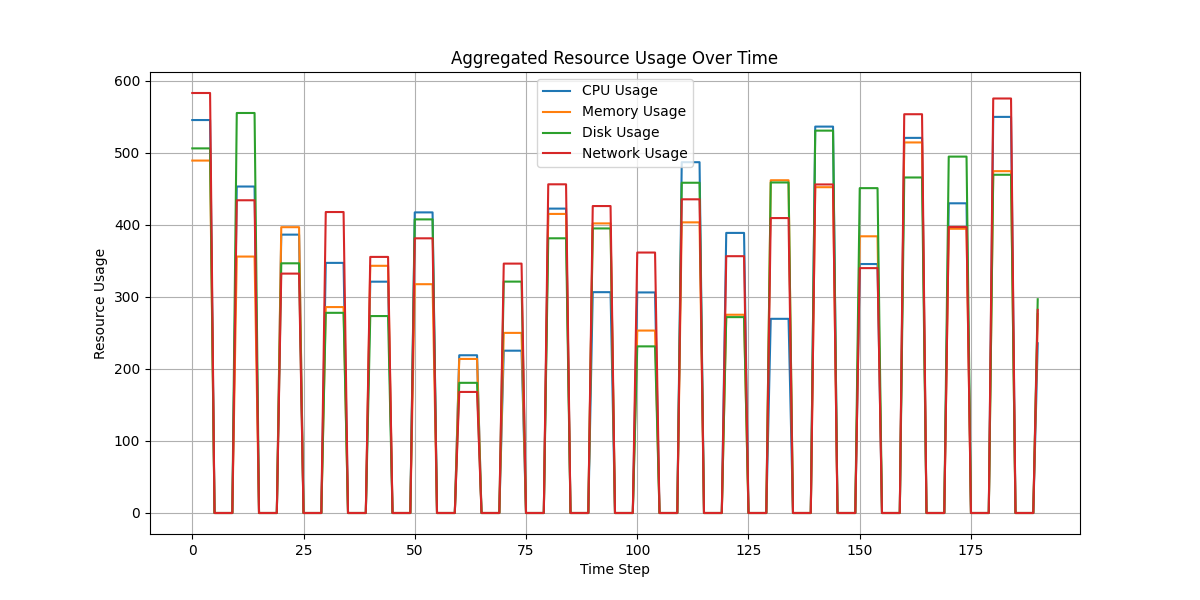 Aggregated Resource Usage Over Time
CPU Usage
Memory Usage
Disk Usage
Network Usage
Resource Usage
600
500
400
300
200
100
0
0 25 50 75 100 125 150 175
Time Step